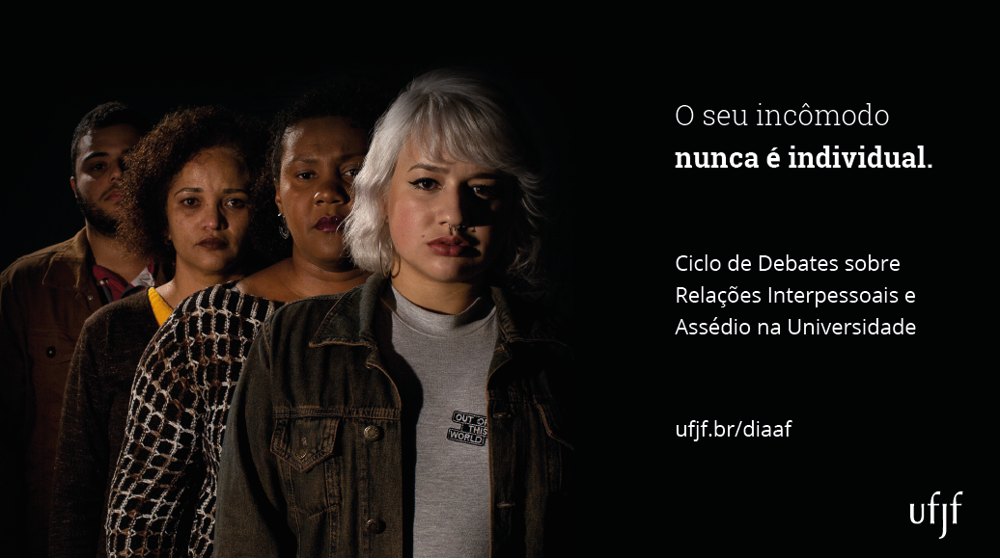 O seu incômodo
nunca é individual.
Ciclo de Debates sobre
Relações Interpessoais e
Assédio na Universidade
OUT OF
THIS
WORLD!
ufjf.br/diaaf
ufjf